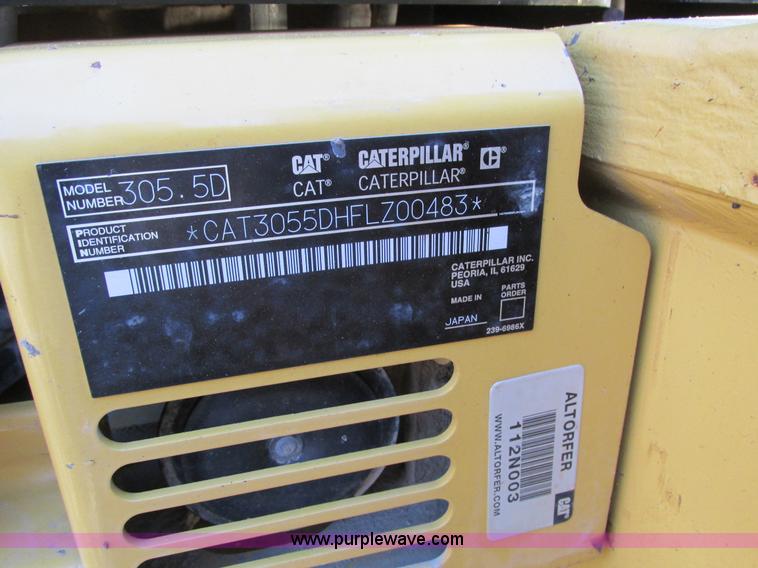 MODEL NUMBER 305.5D
CAT CATERPILLAR C ®
CAT® CATERPILLAR®
PRODUCT IDENTIFICATION NUMBER *CAT3055DHFLZ00483*
CATERPILLAR INC.
PEORIA, IL 61629
USA
MADE IN
JAPAN
PARTS ORDER
239-6986X
ALTORFER
112N003
WWW.ALTORFER.COM
CAT
www.purplewave.com